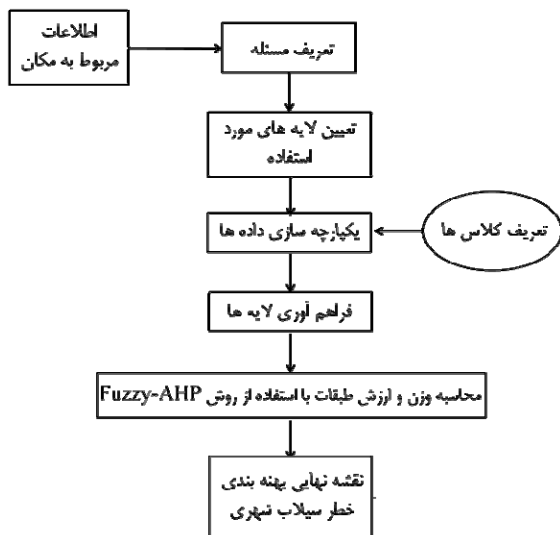 اطلاعات
مربوط به مکان
تعریف مسئله
تعیین لایه های مورد
استفاده
یکپارچه سازی داده ها
تعریف کلاس ها
فراهم آوری لایه ها
محاسبه وزن و ارزش طبقات با استفاده از روش Fuzzy-AHP
نقشه نهایی پهنه بندی
خطر سیلاب شهری